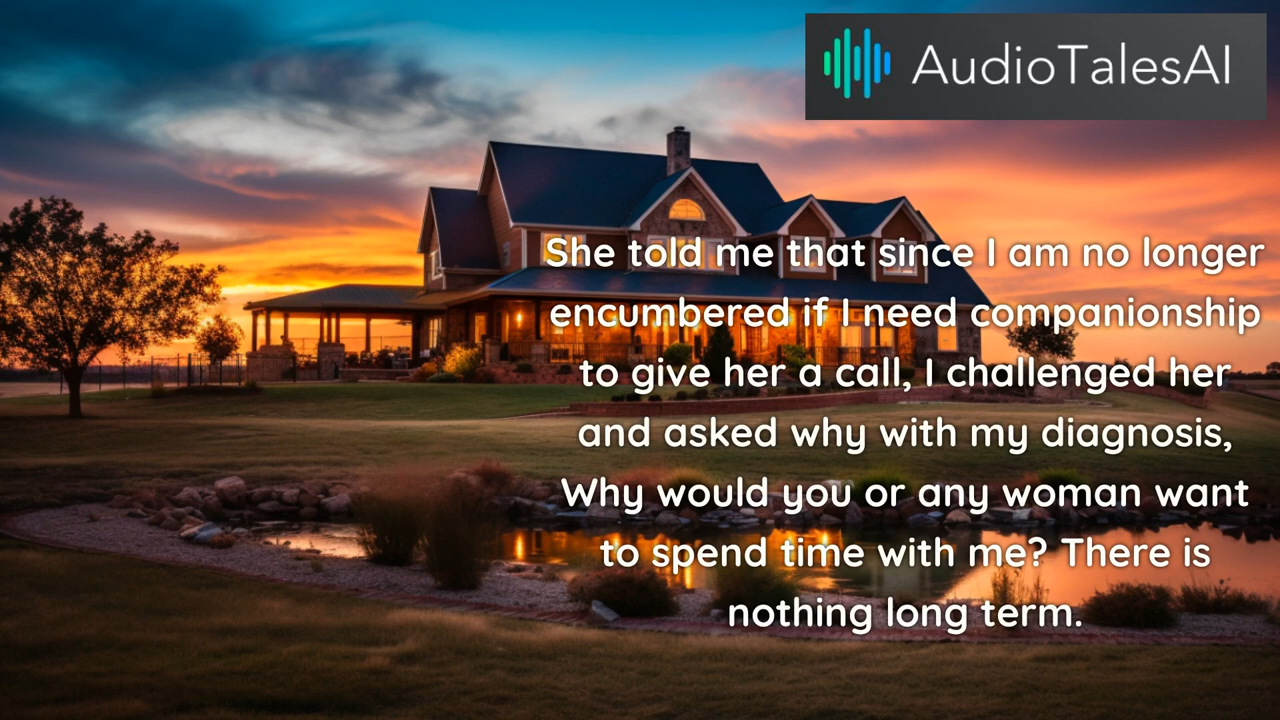 AudioTalesAI
She told me that since I am no longer
encumbered if I need companionship
to give her a call, I challenged her
and asked why with my diagnosis,
Why would you or any woman want
to spend time with me? There is
nothing long term.